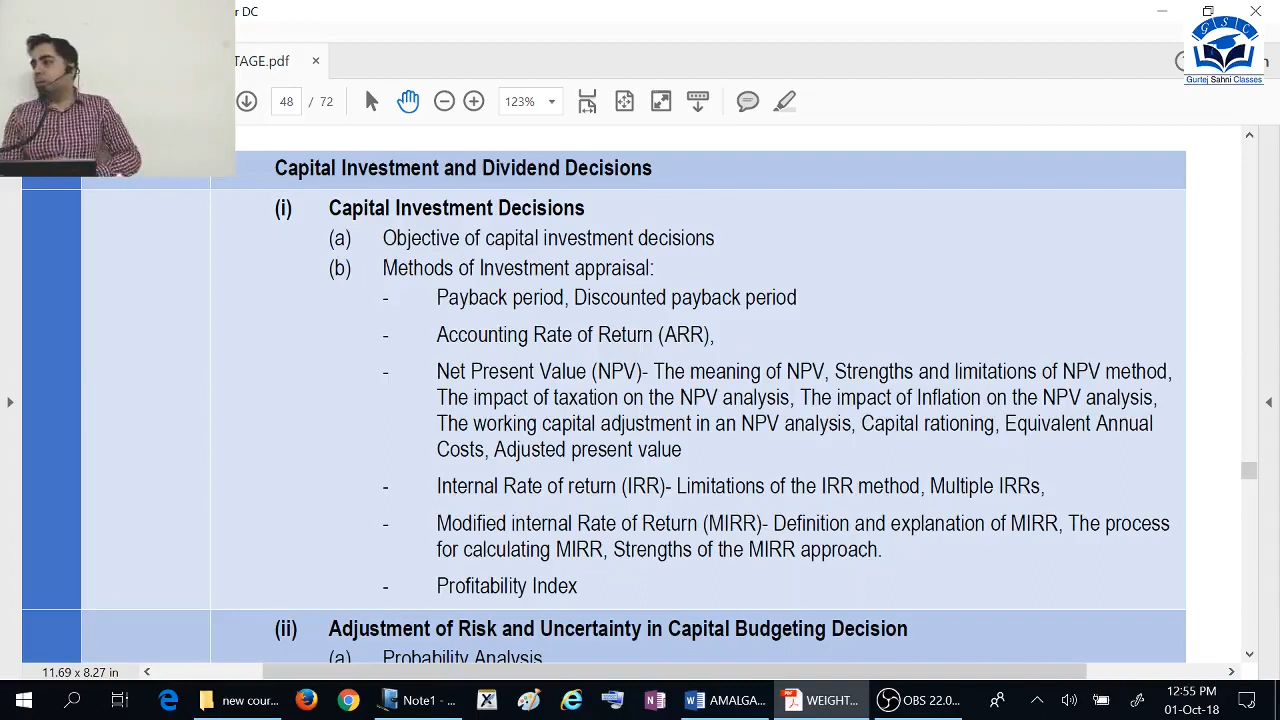 r DC
TAGE.pdf
GSC
Gurtej Sahni Classes
48 / 72
123%
Capital Investment and Dividend Decisions
(i) Capital Investment Decisions
(a) Objective of capital investment decisions
(b) Methods of Investment appraisal:
- Payback period, Discounted payback period
- Accounting Rate of Return (ARR),
- Net Present Value (NPV)- The meaning of NPV, Strengths and limitations of NPV method,
The impact of taxation on the NPV analysis, The impact of Inflation on the NPV analysis,
The working capital adjustment in an NPV analysis, Capital rationing, Equivalent Annual
Costs, Adjusted present value
- Internal Rate of return (IRR)- Limitations of the IRR method, Multiple IRRs,
- Modified internal Rate of Return (MIRR)- Definition and explanation of MIRR, The process
for calculating MIRR, Strengths of the MIRR approach.
- Profitability Index
(ii) Adjustment of Risk and Uncertainty in Capital Budgeting Decision
(a) Probability Analysis
11.69 x 8.27 in
new cour...
Note1 - ...
AMALGA...
WEIGHT...
OBS 22.0...
12:55 PM
01-Oct-18